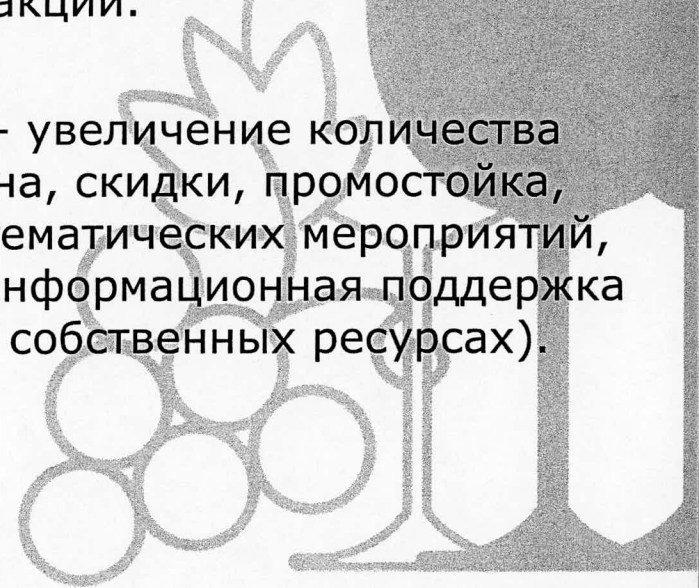 акции.
- увеличение количества
на, скидки, промостойка,
ематических мероприятий,
нформационная поддержка
собственных ресурсах).